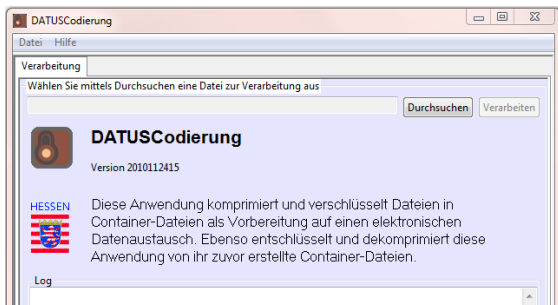 DATUSCodierung
Datei Hilfe
Verarbeitung
Wählen Sie mittels Durchsuchen eine Datei zur Verarbeitung aus
Durchsuchen Verarbeiten
DATUSCodierung
Version 2010112415
HESSEN
Diese Anwendung komprimiert und verschlüsselt Dateien in
Container-Dateien als Vorbereitung auf einen elektronischen
Datenaustausch. Ebenso entschlüsselt und dekomprimiert diese
Anwendung von ihr zuvor erstellte Container-Dateien.
Log